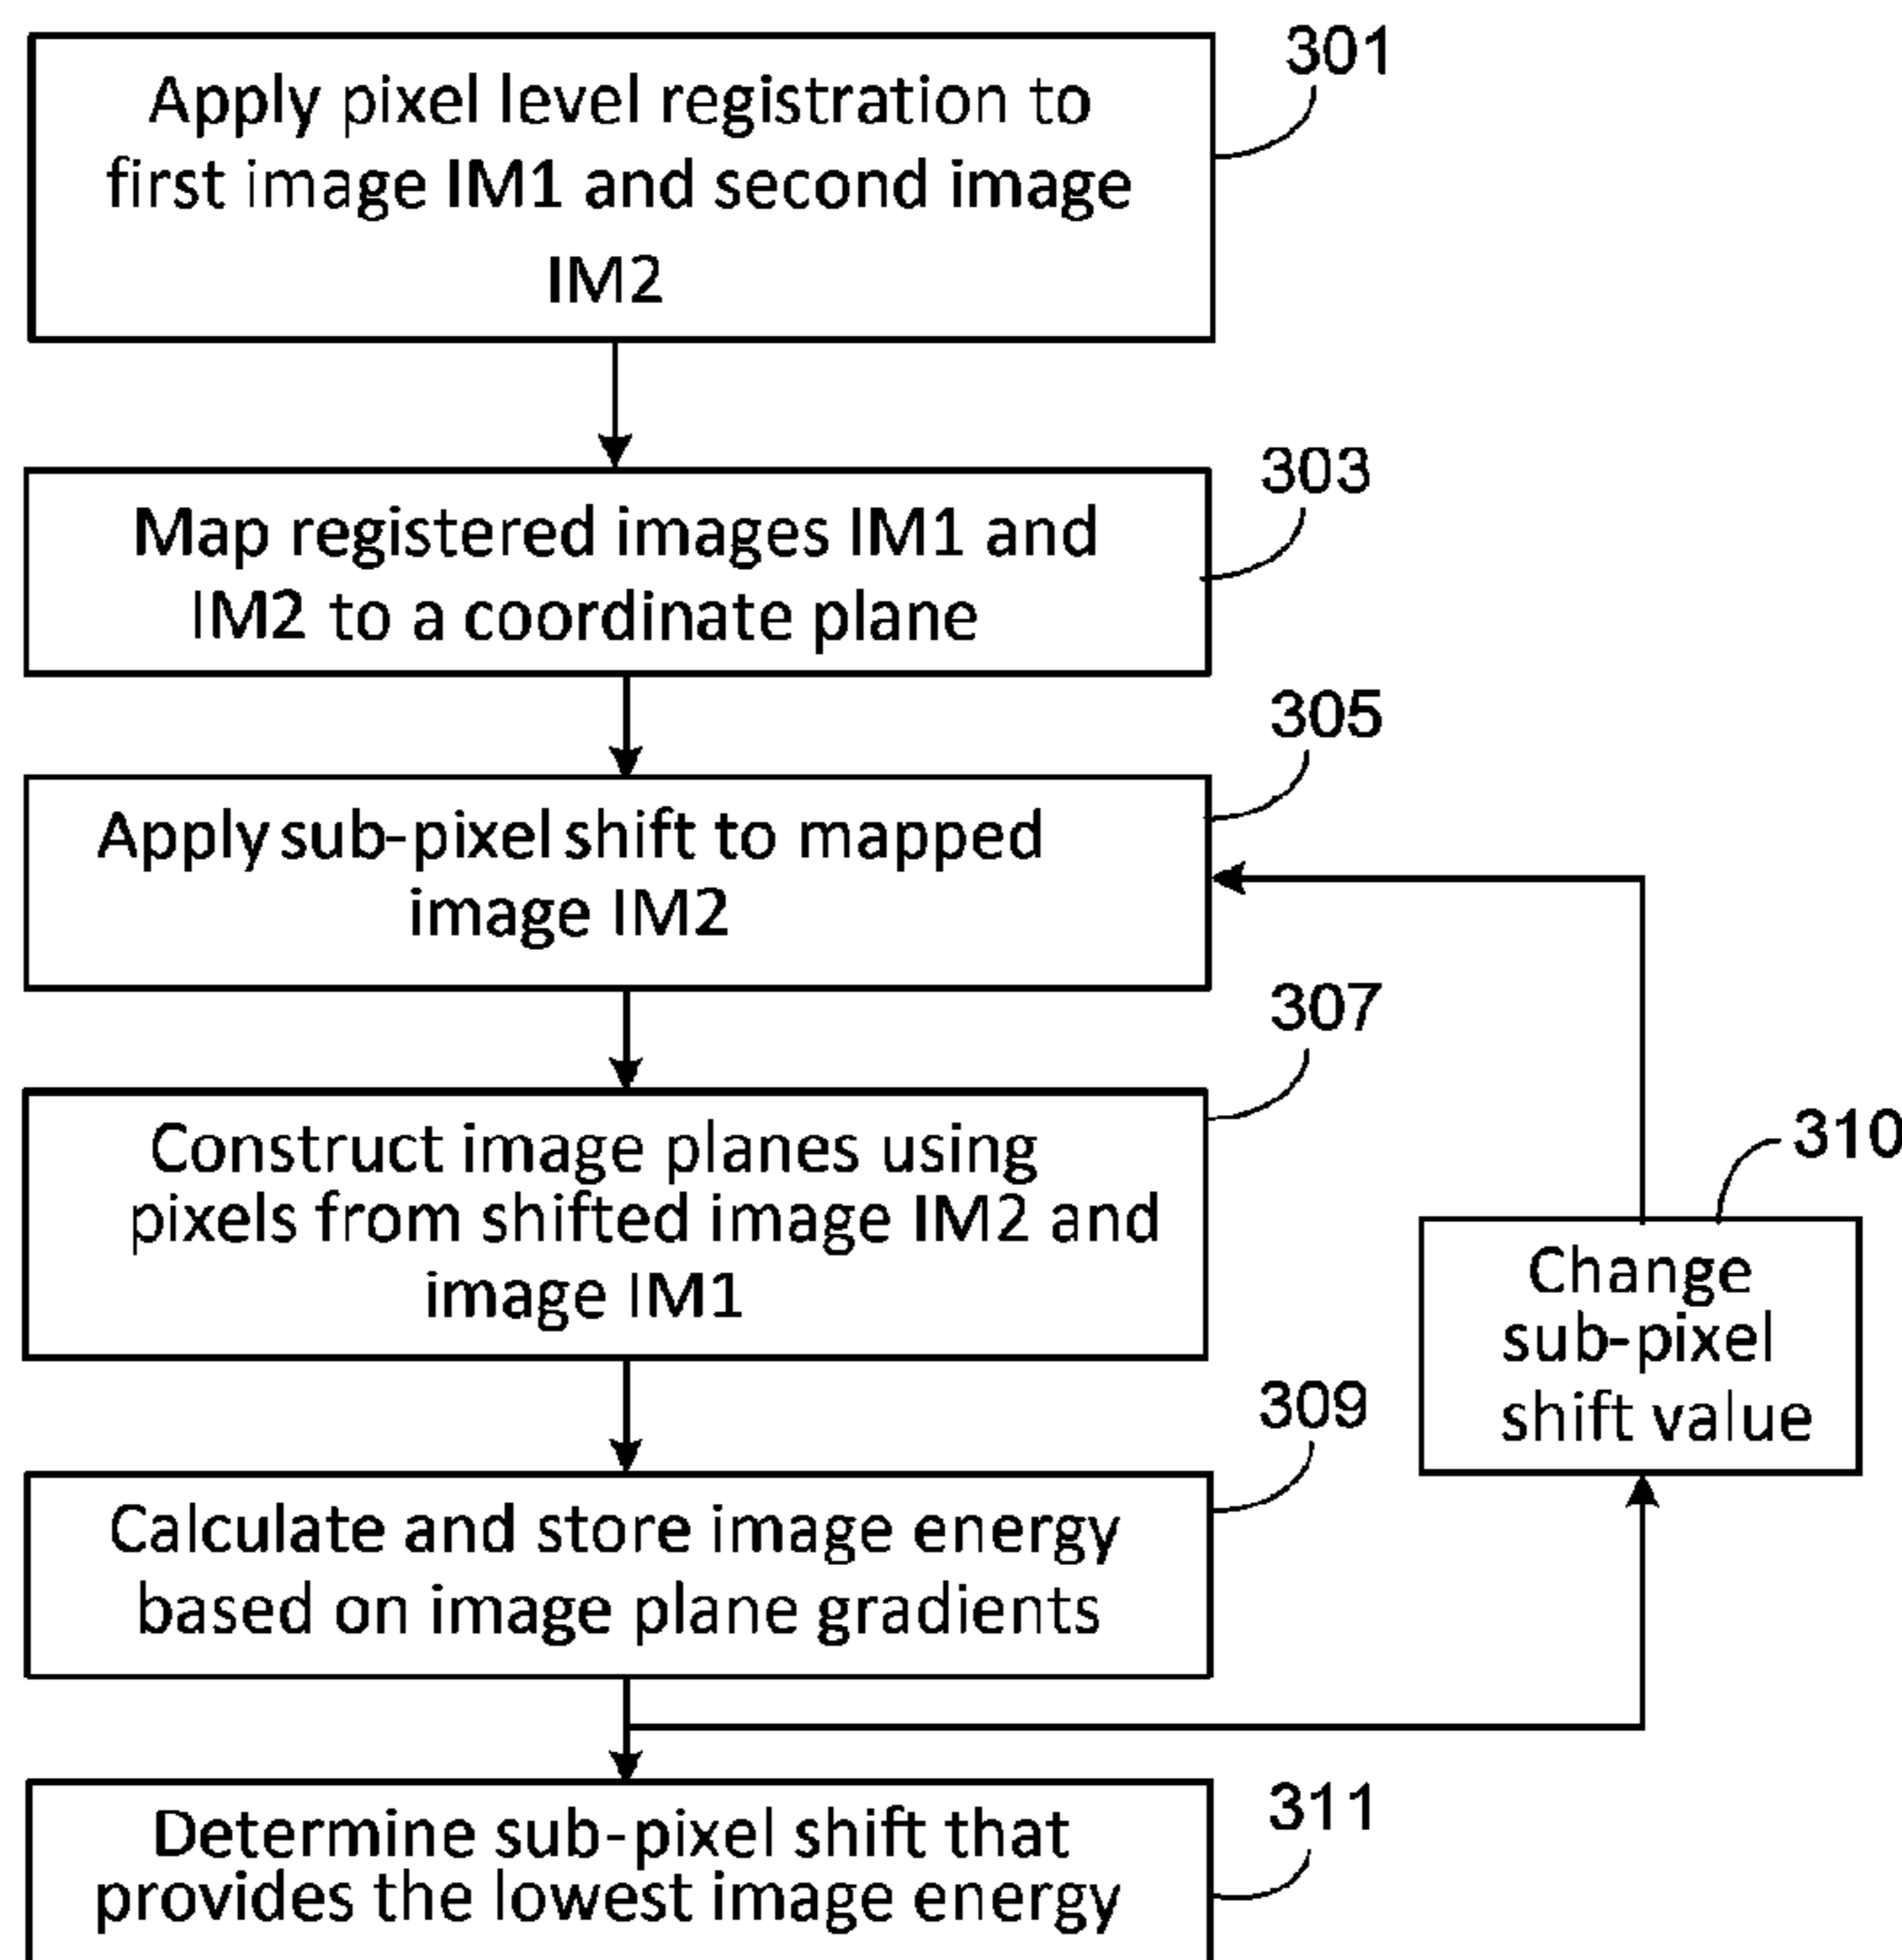 301
Apply pixel level registration to
first image IM1 and second image
IM2
303
Map registered images IM1 and
IM2 to a coordinate plane
305
Apply sub-pixel shift to mapped
image IM2
307
Construct image planes using
pixels from shifted image IM2 and
image IM1
310
Change
sub-pixel
shift value
309
Calculate and store image energy
based on image plane gradients
311
Determine sub-pixel shift that
provides the lowest image energy